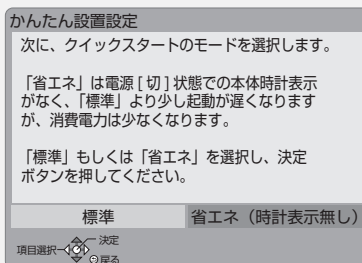 かんたん設置設定
次に、クイックスタートのモードを選択します。
「省エネ」は電源 [ 切 ] 状態での本体時計表示
がなく、「標準」より少し起動が遅くなります
が、消費電力は少なくなります。
「標準」もしくは「省エネ」を選択し、決定
ボタンを押してください。
標準 省エネ（時計表示無し）
決定
項目選択
戻る